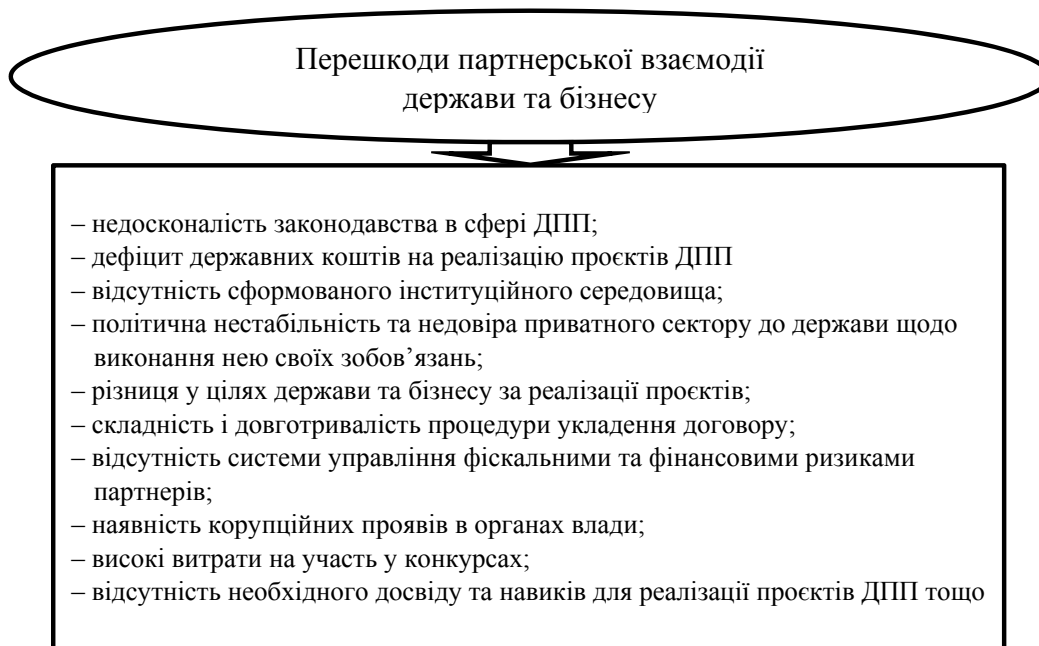 Перешкоди партнерської взаємодії
держави та бізнесу
– недосконалість законодавства в сфері ДПП;
– дефіцит державних коштів на реалізацію проєктів ДПП
– відсутність сформованого інституційного середовища;
– політична нестабільність та недовіра приватного сектору до держави щодо
виконання нею своїх зобов’язань;
– різниця у цілях держави та бізнесу за реалізації проєктів;
– складність і довготривалість процедури укладення договору;
– відсутність системи управління фіскальними та фінансовими ризиками
партнерів;
– наявність корупційних проявів в органах влади;
– високі витрати на участь у конкурсах;
– відсутність необхідного досвіду та навиків для реалізації проєктів ДПП тощо